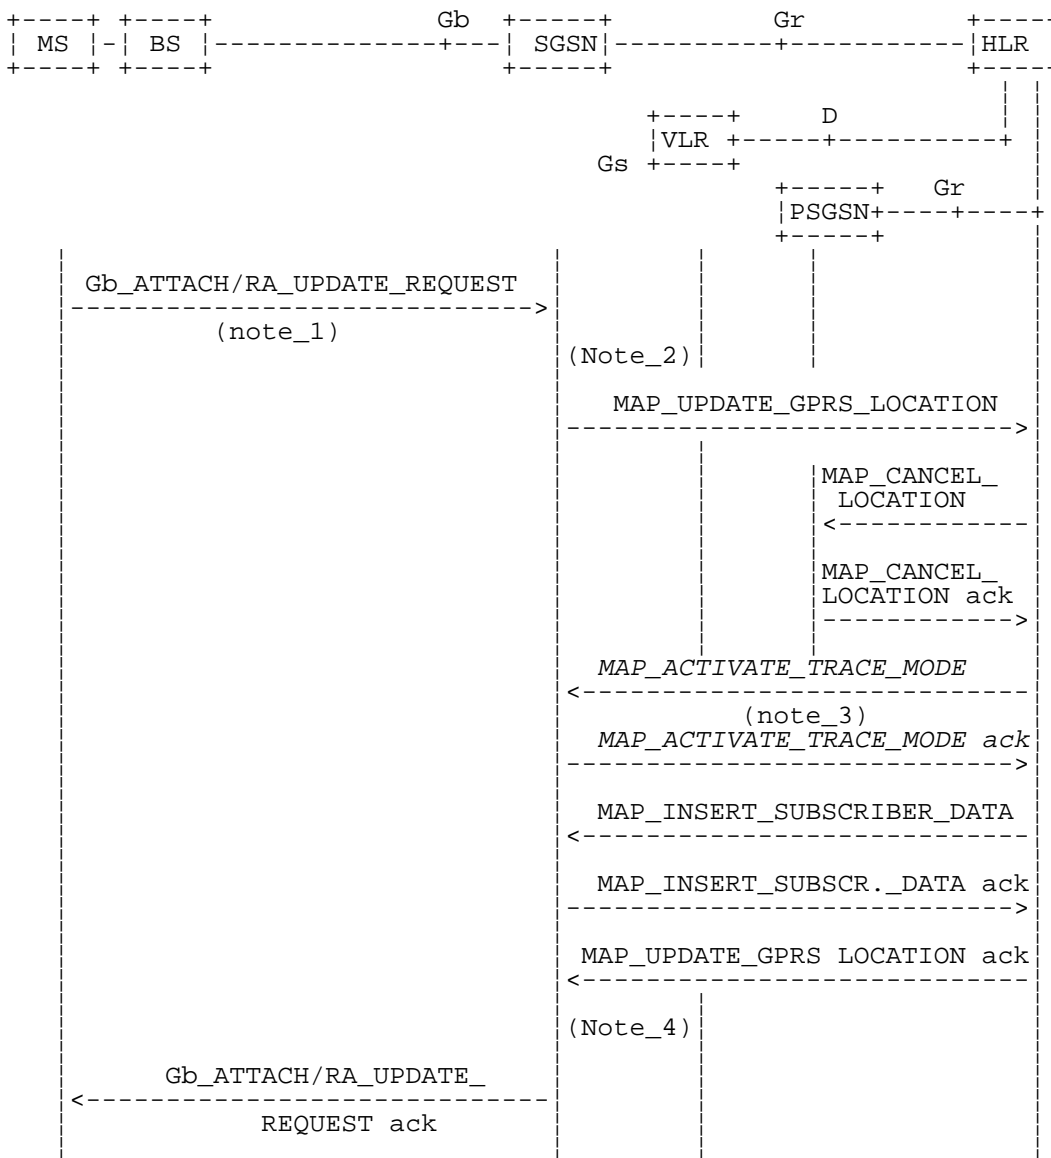 Gb Gr
MS BS SGSN HLR
D
VLR
Gs
Gr
PSGSN
Gb_ATTACH/RA_UPDATE_REQUEST
(note_1)
(Note_2)
MAP_UPDATE_GPRS_LOCATION
MAP_CANCEL_
LOCATION
MAP_CANCEL_
LOCATION ack
MAP_ACTIVATE_TRACE_MODE
(note_3)
MAP_ACTIVATE_TRACE_MODE ack
MAP_INSERT_SUBSCRIBER_DATA
MAP_INSERT_SUBSCR._DATA ack
MAP_UPDATE_GPRS LOCATION ack
(Note_4)
Gb_ATTACH/RA_UPDATE_
REQUEST ack